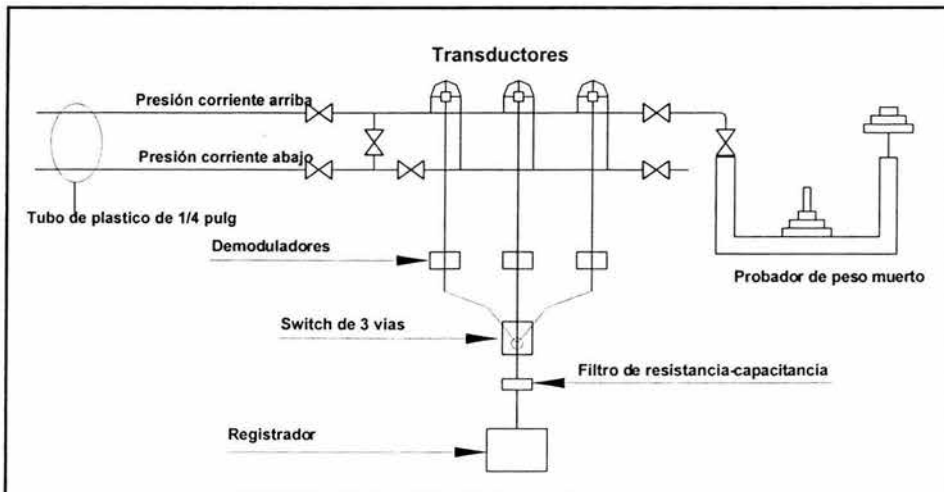 Transductores
Presión corriente arriba
Presión corriente abajo
Tubo de plastico de 1/4 pulg
Demoduladores
Probador de peso muerto
Switch de 3 vias
Filtro de resistancia-capacitancia
Registrador